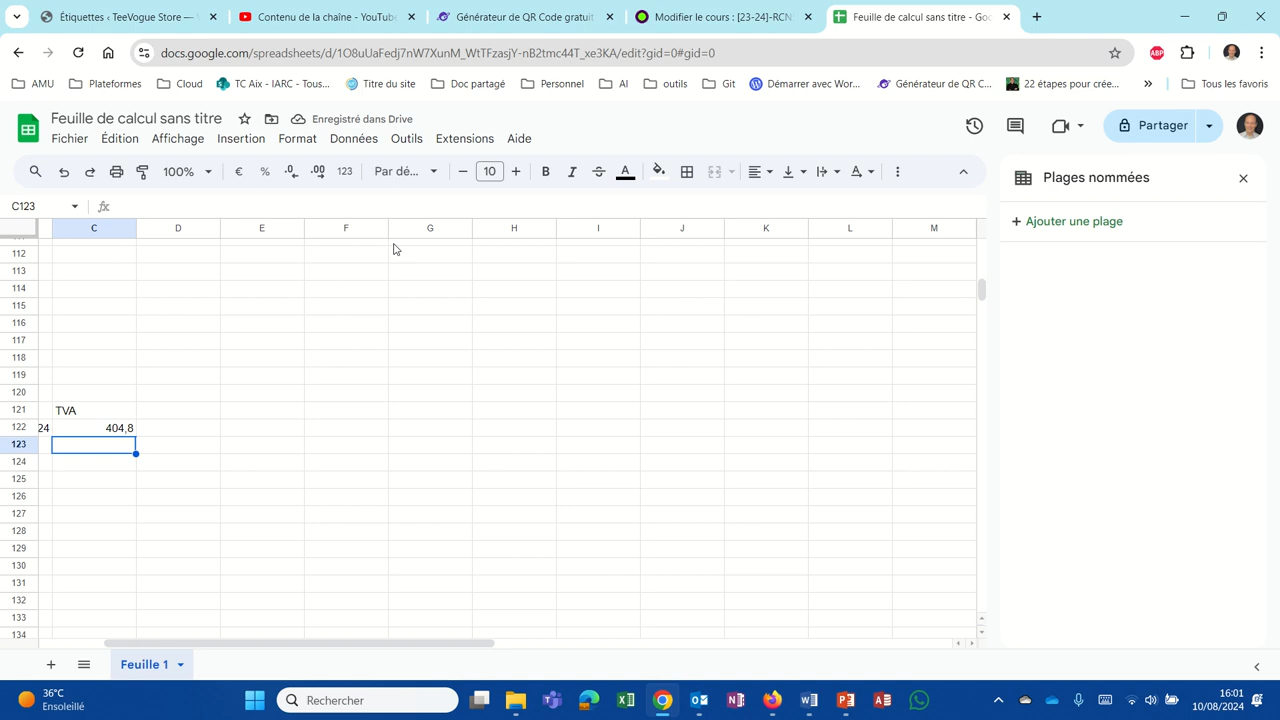 Étiquettes ‹ TeeTime Store —
Contenu de la chaîne - YouTube
Générateur de QR Code gratuit
Modifier le cours : [23-24]-RCN
Feuille de calcul sans titre - Goo
docs.google.com/spreadsheets/d/1O8uUaFedj7nW7XunM_WtTFzasjY-nB2tmc44T_xe3KA/edit?gid=0#gid=0
AMU Plateformes Cloud TC Aix - IARC - Tous... Titre du site Doc partagé Personnel AI outils Git Démarrer avec Wor... Générateur de QR C... 22 étapes pour crée... » Tous les favoris
Feuille de calcul sans titre Enregistré dans Drive
Fichier Édition Affichage Insertion Format Données Outils Extensions Aide
Partager
100% € % .0 .00 123 Par dé... 10 B I S A
Plages nommées
C123 fx
+ Ajouter une plage
C D E F G H I J K L M
112
113
114
115
116
117
118
119
120
121 TVA
122 24 404,8
123
124
125
126
127
128
129
130
131
132
133
134
Feuille 1
36°C
Ensoleillé
Rechercher
16:01
10/08/2024